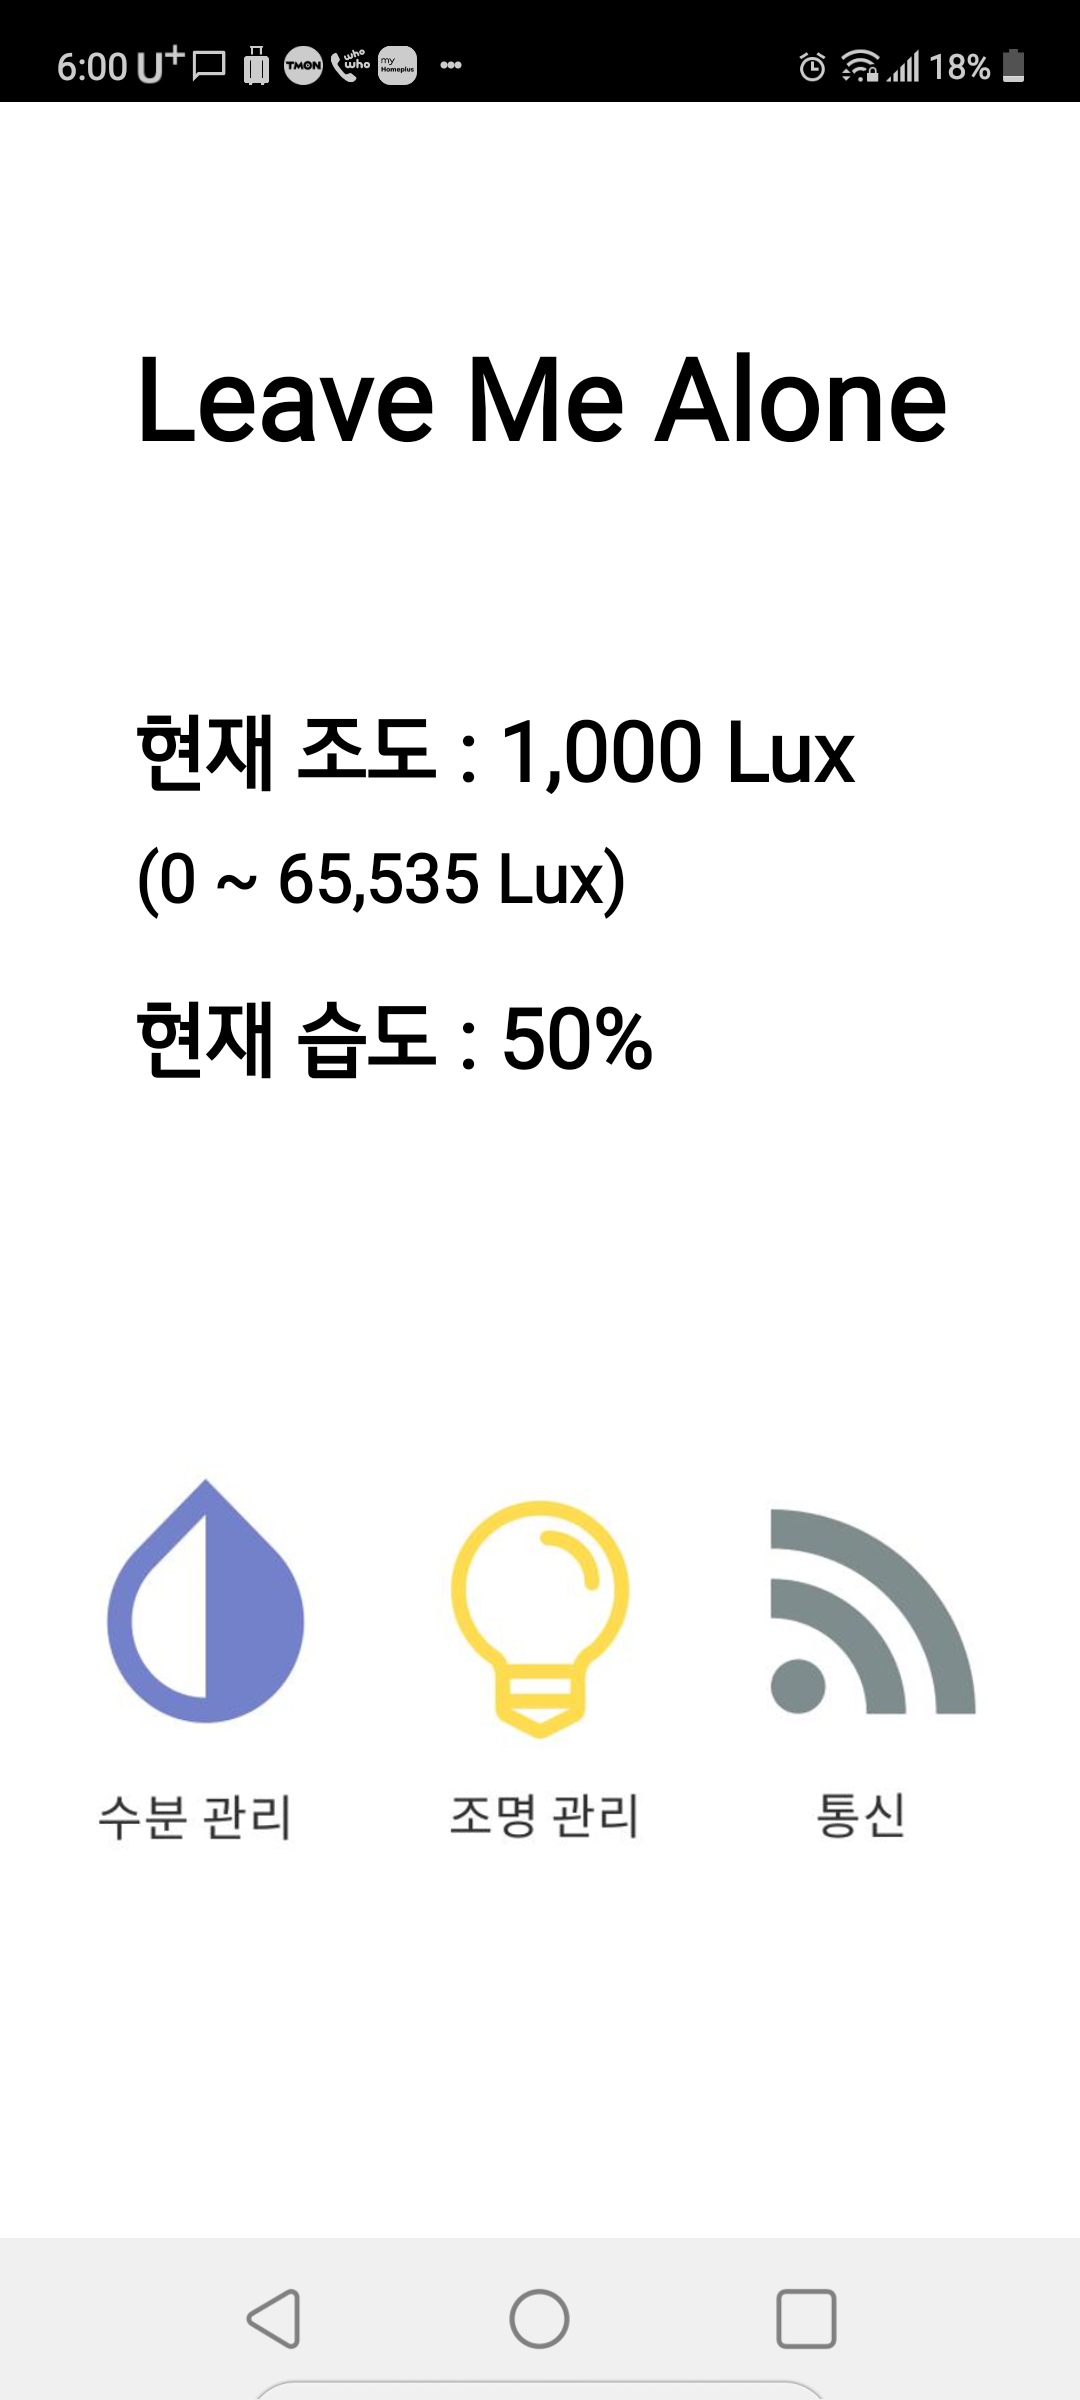 6:00 U+ TMON who who my Homeplus 18%
Leave Me Alone
현재 조도 : 1,000 Lux
(0 ~ 65,535 Lux)
현재 습도 : 50%
수분 관리 조명 관리 통신